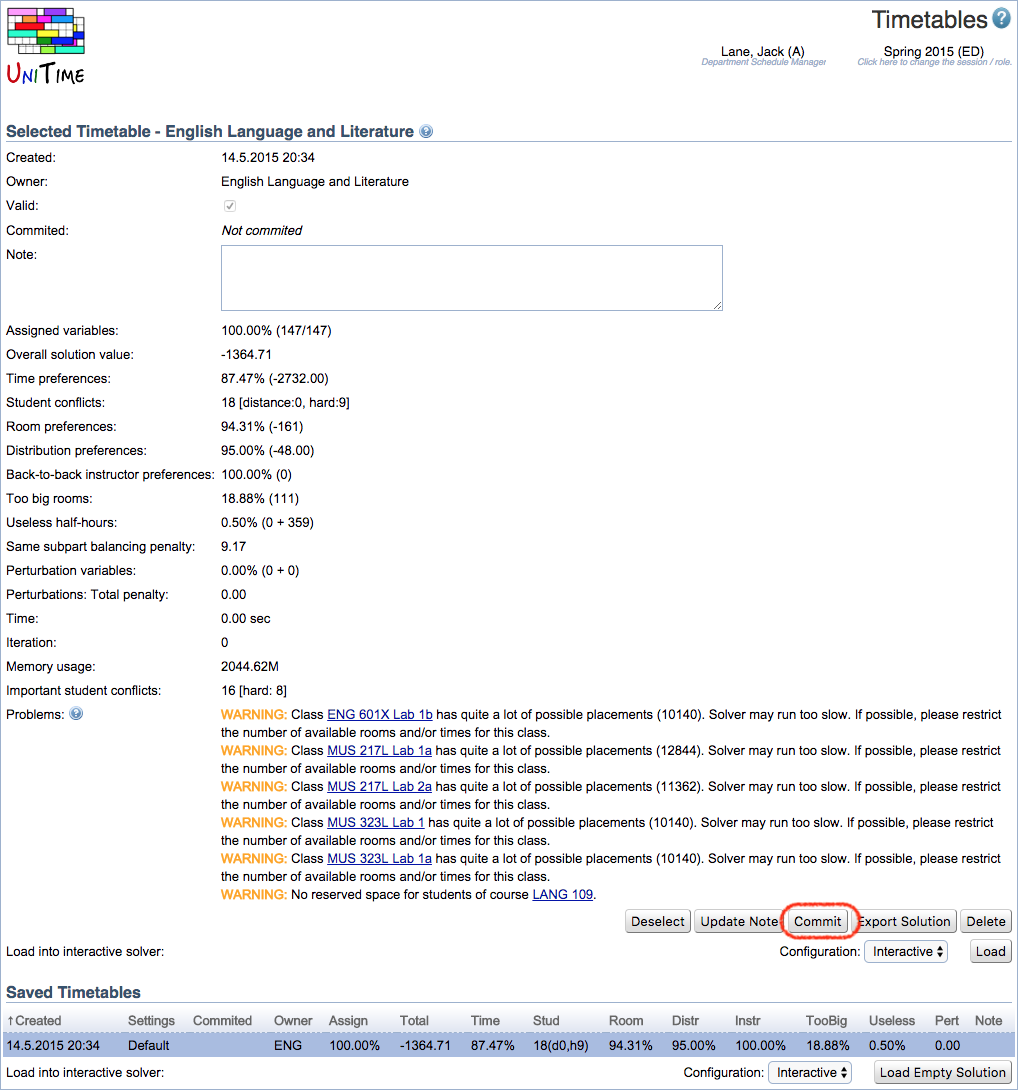 UNITIME
Timetables
Lane, Jack (A)
Department Schedule Manager
Spring 2015 (ED)
Click here to change the session / role.
Selected Timetable - English Language and Literature
Created: 14.5.2015 20:34
Owner: English Language and Literature
Valid:
Commited: Not commited
Note:
Assigned variables: 100.00% (147/147)
Overall solution value: -1364.71
Time preferences: 87.47% (-2732.00)
Student conflicts: 18 [distance:0, hard:9]
Room preferences: 94.31% (-161)
Distribution preferences: 95.00% (-48.00)
Back-to-back instructor preferences: 100.00% (0)
Too big rooms: 18.88% (111)
Useless half-hours: 0.50% (0 + 359)
Same subpart balancing penalty: 9.17
Perturbation variables: 0.00% (0 + 0)
Perturbations: Total penalty: 0.00
Time: 0.00 sec
Iteration: 0
Memory usage: 2044.62M
Important student conflicts: 16 [hard: 8]
Problems: WARNING: Class ENG 601X Lab 1b has quite a lot of possible placements (10140). Solver may run too slow. If possible, please restrict
the number of available rooms and/or times for this class.
WARNING: Class MUS 217L Lab 1a has quite a lot of possible placements (12844). Solver may run too slow. If possible, please restrict
the number of available rooms and/or times for this class.
WARNING: Class MUS 217L Lab 2a has quite a lot of possible placements (11362). Solver may run too slow. If possible, please restrict
the number of available rooms and/or times for this class.
WARNING: Class MUS 323L Lab 1 has quite a lot of possible placements (10140). Solver may run too slow. If possible, please restrict
the number of available rooms and/or times for this class.
WARNING: Class MUS 323L Lab 1a has quite a lot of possible placements (10140). Solver may run too slow. If possible, please restrict
the number of available rooms and/or times for this class.
WARNING: No reserved space for students of course LANG 109.
Deselect Update Note Commit Export Solution Delete
Load into interactive solver: Configuration: Interactive Load
Saved Timetables
↑Created Settings Commited Owner Assign Total Time Stud Room Distr Instr TooBig Useless Pert Note
14.5.2015 20:34 Default ENG 100.00% -1364.71 87.47% 18(d0,h9) 94.31% 95.00% 100.00% 18.88% 0.50% 0.00
Load into interactive solver: Configuration: Interactive Load Empty Solution